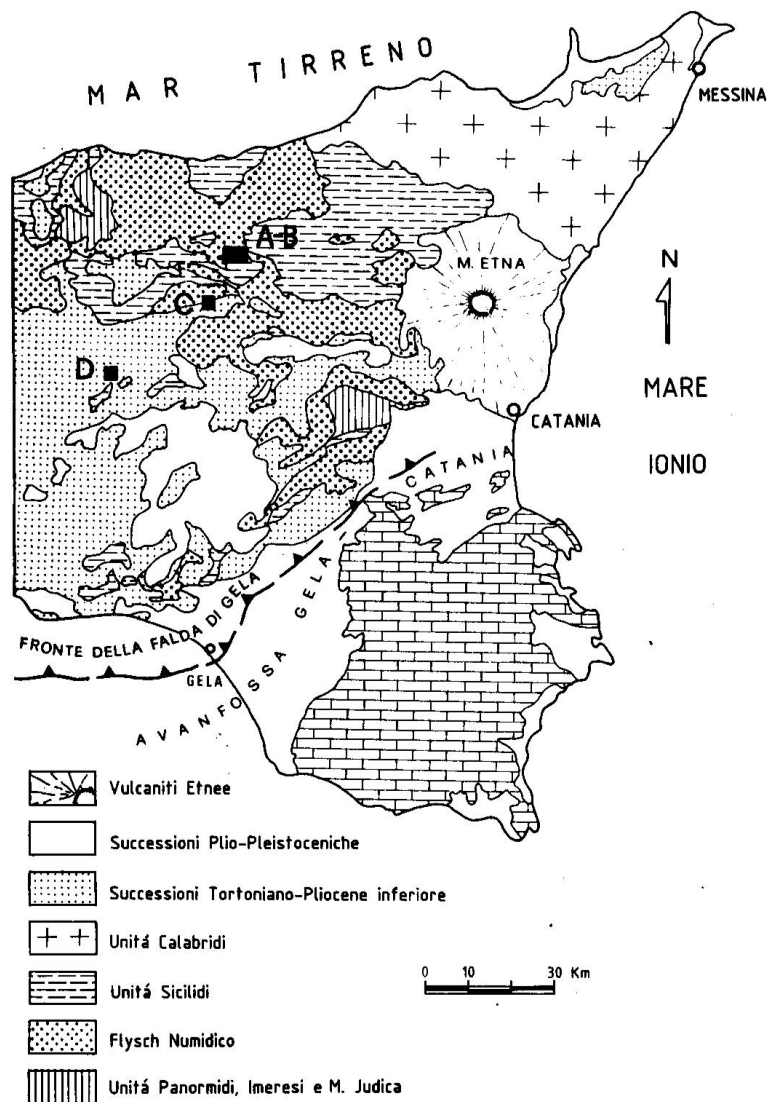 MAR TIRRENO
MESSINA
A-B
M. ETNA
N
C
D
MARE
IONIO
CATANIA
CATANIA
FRONTE DELLA FALDA DI GELA
GELA
AVANFOSSA GELA-
Vulcaniti Etnee
Successioni Plio-Pleistoceniche
Successioni Tortoniano-Pliocene inferiore
Unitá Calabridi
0 10 20 30 Km
Unitá Sicilidi
Flysch Numidico
Unitá Panormidi, Imeresi e M. Judica